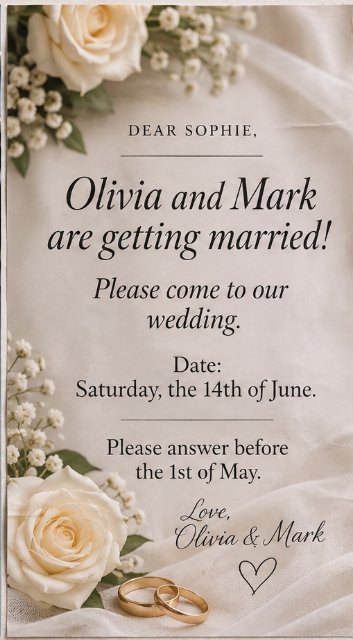 DEAR SOPHIE,
Olivia and Mark
are getting married!
Please come to our
wedding.
Date:
Saturday, the 14th of June.
Please answer before
the 1st of May.
Love,
Olivia & Mark